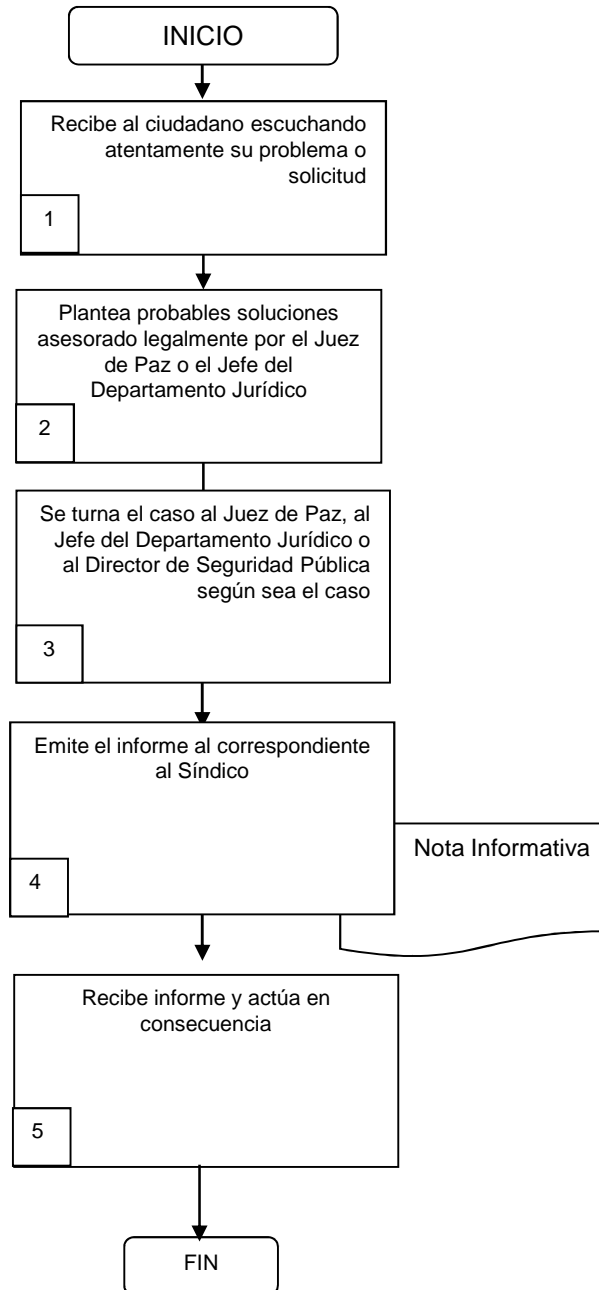 INICIO
Recibe al ciudadano escuchando
atentamente su problema o
solicitud
1
Plantea probables soluciones
asesorado legalmente por el Juez
de Paz o el Jefe del
Departamento Jurídico
2
Se turna el caso al Juez de Paz, al
Jefe del Departamento Jurídico o
al Director de Seguridad Pública
según sea el caso
3
Emite el informe al correspondiente
al Síndico
Nota Informativa
4
Recibe informe y actúa en
consecuencia
5
FIN